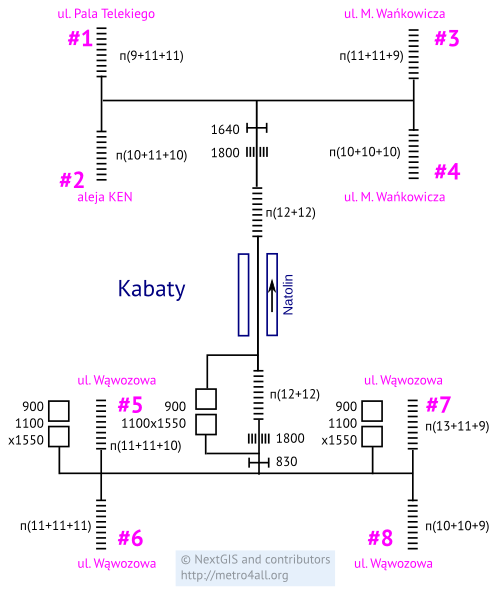 ul. Pala Telekiego
ul. M. Wańkowicza
#1
#3
п(9+11+11)
п(11+11+9)
1640
1800
п(10+11+10)
п(10+10+10)
#2
#4
aleja KEN
ul. M. Wańkowicza
п(12+12)
Kabaty
Natolin
ul. Wąwozowa
ul. Wąwozowa
900
1100
x1550
#5
900
1100x1550
п(12+12)
900
1100
x1550
#7
п(13+11+9)
п(11+11+10)
1800
830
п(11+11+11)
#6
#8
п(10+10+9)
ul. Wąwozowa
ul. Wąwozowa
© NextGIS and contributors
http://metro4all.org